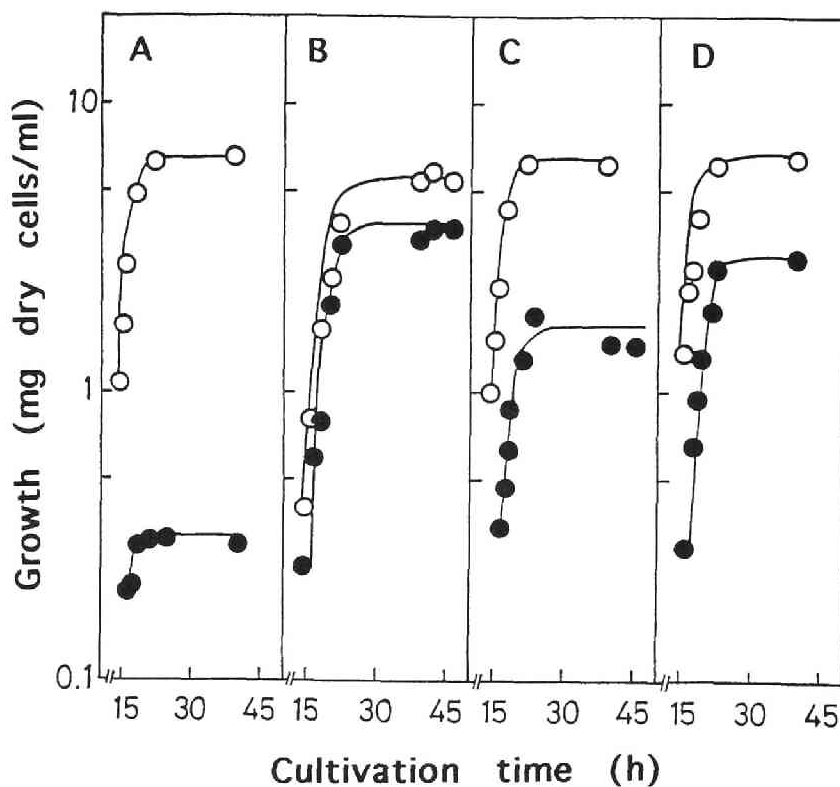 A B C D
10
1
0.1
Growth (mg dry cells/ml)
15 30 45 15 30 45 15 30 45 15 30 45
Cultivation time (h)